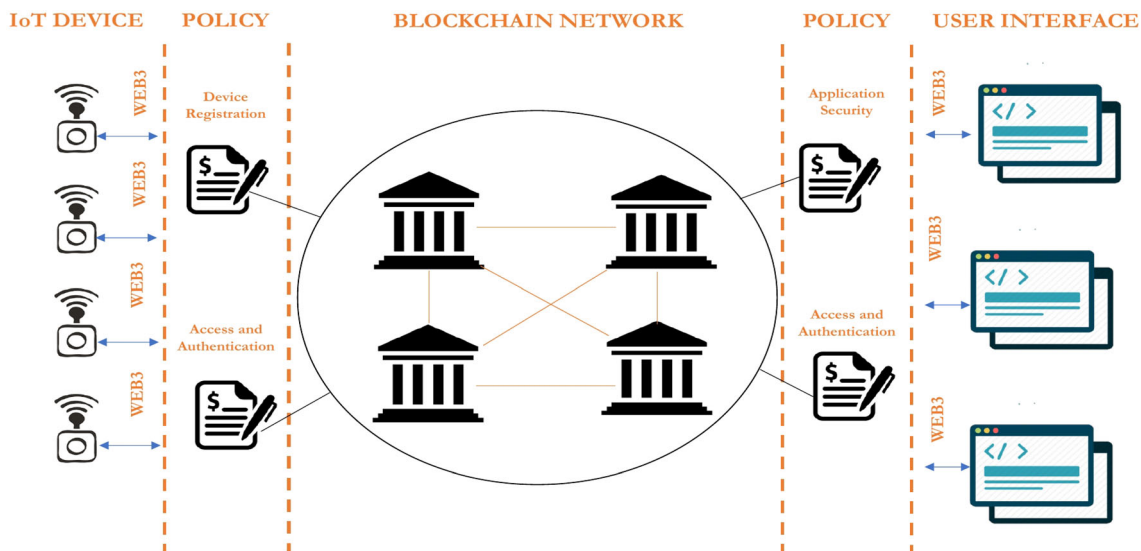 IoT DEVICE
POLICY
BLOCKCHAIN NETWORK
POLICY
USER INTERFACE
WEB3
WEB3
WEB3
WEB3
Device
Registration
$
Access and
Authentication
$
Application
Security
$
Access and
Authentication
$
WEB3
WEB3
WEB3
</>
</>
</>